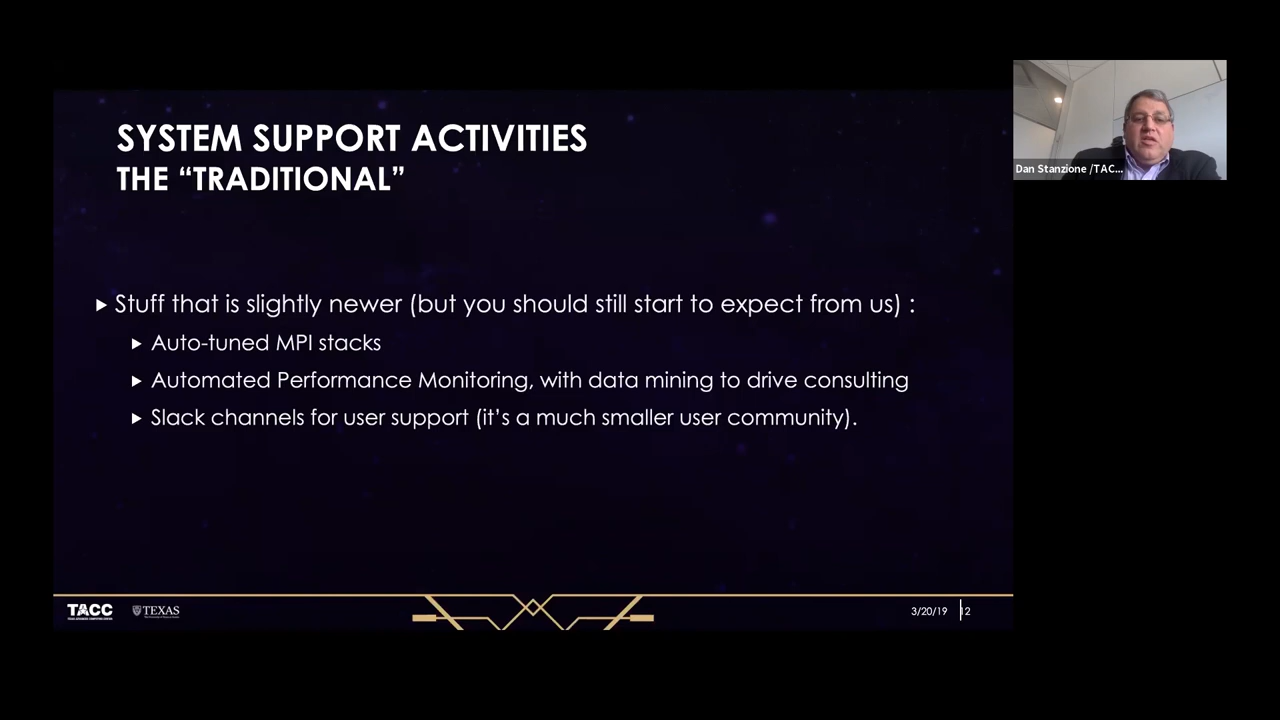 SYSTEM SUPPORT ACTIVITIES
THE “TRADITIONAL”
Stuff that is slightly newer (but you should still start to expect from us) :
Auto-tuned MPI stacks
Automated Performance Monitoring, with data mining to drive consulting
Slack channels for user support (it’s a much smaller user community).
Dan Stanzione /TAC...
TACC
TEXAS
3/20/19
12